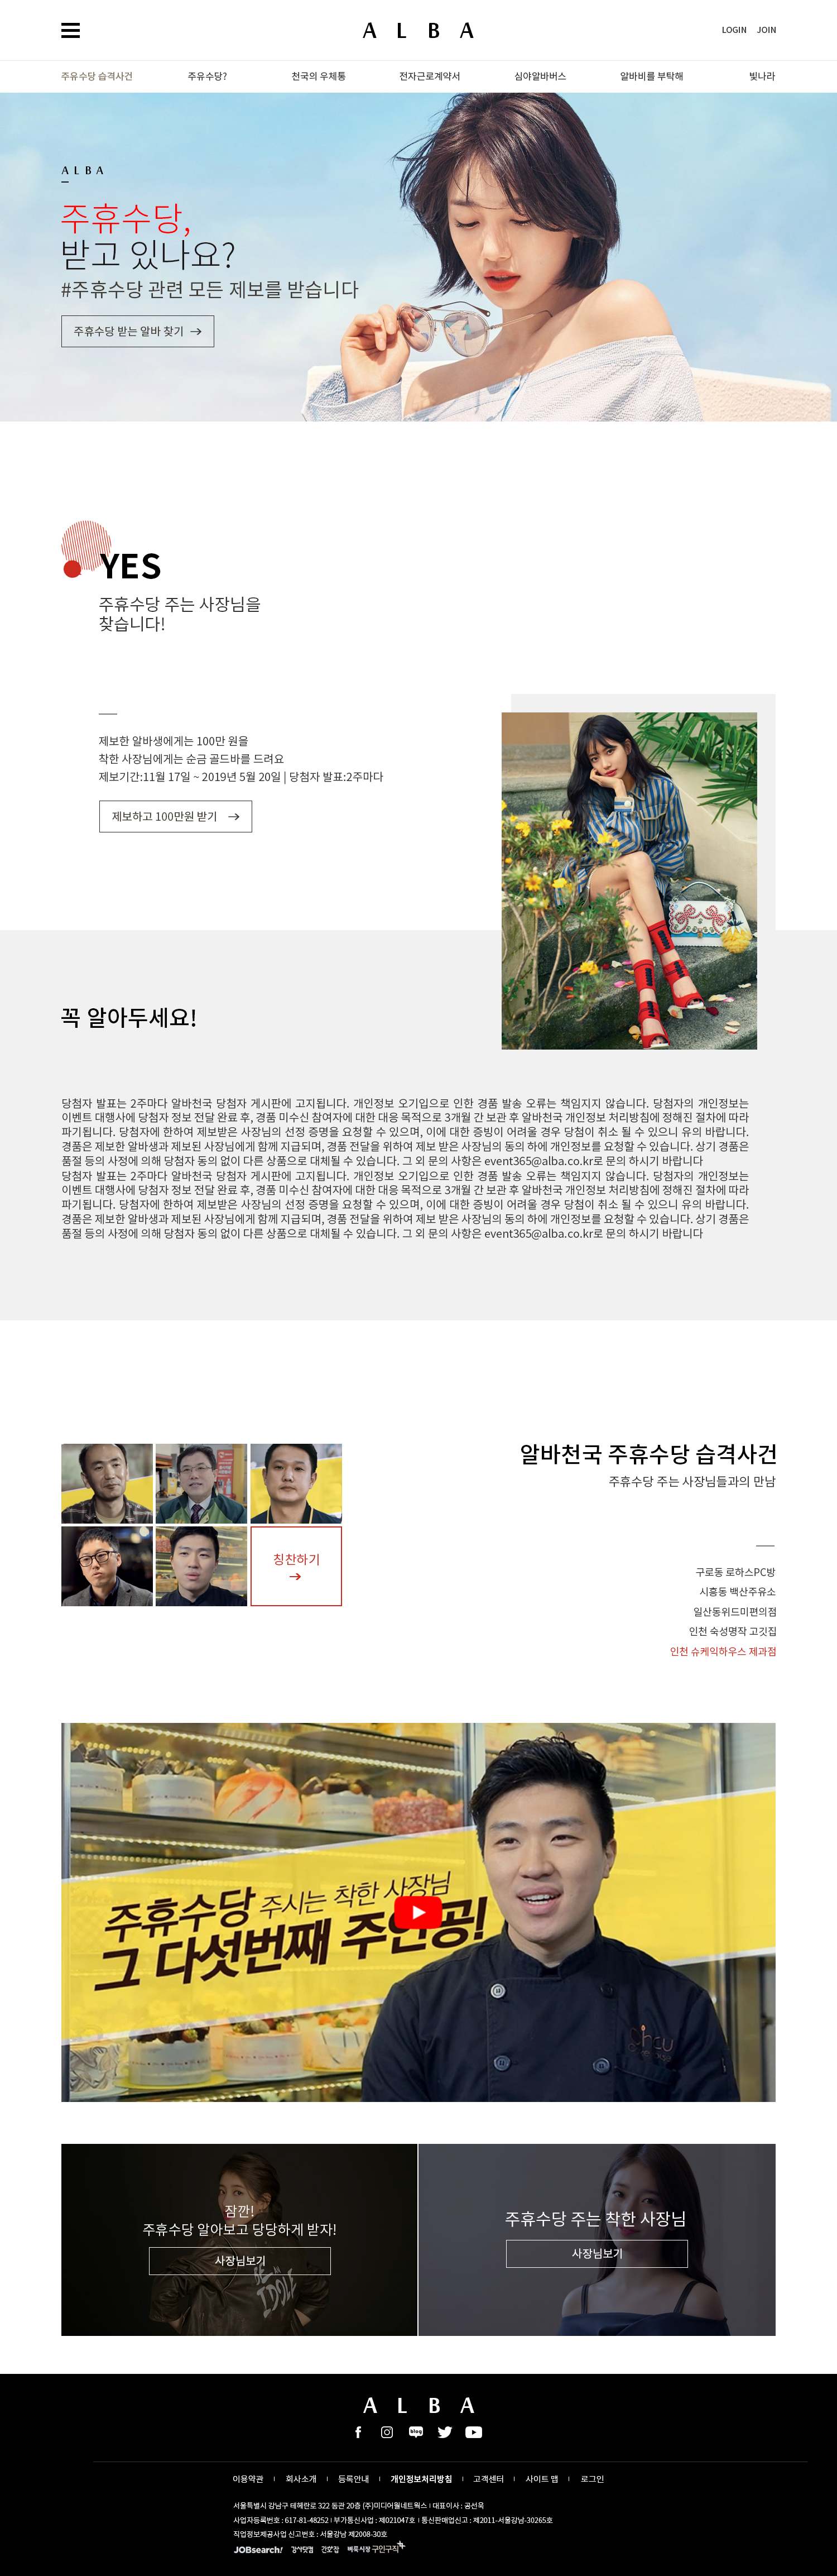 ALBA
LOGIN JOIN
주유수당 습격사건 주유수당? 천국의 우체통 전자근로계약서 심야알바버스 알바비를 부탁해 빛나라
ALBA
주휴수당,
받고 있나요?
#주휴수당 관련 모든 제보를 받습니다
주휴수당 받는 알바 찾기
YES
주휴수당 주는 사장님을
찾습니다!
제보한 알바생에게는 100만 원을
착한 사장님에게는 순금 골드바를 드려요
제보기간:11월 17일 ~ 2019년 5월 20일 | 당첨자 발표:2주마다
제보하고 100만원 받기
꼭 알아두세요!
당첨자 발표는 2주마다 알바천국 당첨자 게시판에 고지됩니다. 개인정보 오기입으로 인한 경품 발송 오류는 책임지지 않습니다. 당첨자의 개인정보는
이벤트 대행사에 당첨자 정보 전달 완료 후, 경품 미수신 참여자에 대한 대응 목적으로 3개월 간 보관 후 알바천국 개인정보 처리방침에 정해진 절차에 따라
파기됩니다. 당첨자에 한하여 제보받은 사장님의 선정 증명을 요청할 수 있으며, 이에 대한 증빙이 어려울 경우 당첨이 취소 될 수 있으니 유의 바랍니다.
경품은 제보한 알바생과 제보된 사장님에게 함께 지급되며, 경품 전달을 위하여 제보 받은 사장님의 동의 하에 개인정보를 요청할 수 있습니다. 상기 경품은
품절 등의 사정에 의해 당첨자 동의 없이 다른 상품으로 대체될 수 있습니다. 그 외 문의 사항은 event365@alba.co.kr로 문의 하시기 바랍니다
당첨자 발표는 2주마다 알바천국 당첨자 게시판에 고지됩니다. 개인정보 오기입으로 인한 경품 발송 오류는 책임지지 않습니다. 당첨자의 개인정보는
이벤트 대행사에 당첨자 정보 전달 완료 후, 경품 미수신 참여자에 대한 대응 목적으로 3개월 간 보관 후 알바천국 개인정보 처리방침에 정해진 절차에 따라
파기됩니다. 당첨자에 한하여 제보받은 사장님의 선정 증명을 요청할 수 있으며, 이에 대한 증빙이 어려울 경우 당첨이 취소 될 수 있으니 유의 바랍니다.
경품은 제보한 알바생과 제보된 사장님에게 함께 지급되며, 경품 전달을 위하여 제보 받은 사장님의 동의 하에 개인정보를 요청할 수 있습니다. 상기 경품은
품절 등의 사정에 의해 당첨자 동의 없이 다른 상품으로 대체될 수 있습니다. 그 외 문의 사항은 event365@alba.co.kr로 문의 하시기 바랍니다
알바천국 주휴수당 습격사건
주휴수당 주는 사장님들과의 만남
칭찬하기
구로동 로하스PC방
시흥동 백산주유소
일산동위드미편의점
인천 숙성명작 고깃집
인천 슈케익하우스 제과점
주휴수당 주시는 착한 사장님
그 다섯번째 주인공!
chou
잠깐!
주휴수당 알아보고 당당하게 받자!
사장님보기
IDOLE
주휴수당 주는 착한 사장님
사장님보기
ALBA
blog
이용약관 | 회사소개 | 등록안내 | 개인정보처리방침 | 고객센터 | 사이트 맵 | 로그인
서울특별시 강남구 테헤란로 322 동관 20층 (주)미디어월네트웍스 | 대표이사 : 공선욱
사업자등록번호 : 617-81-48252 | 부가통신사업 : 제021047호 | 통신판매업신고 : 제2011-서울강남-30265호
직업정보제공사업 신고번호 : 서울강남 제2008-30호
JOBsearch! 강사닷컴 간호잡 벼룩시장 구인구직